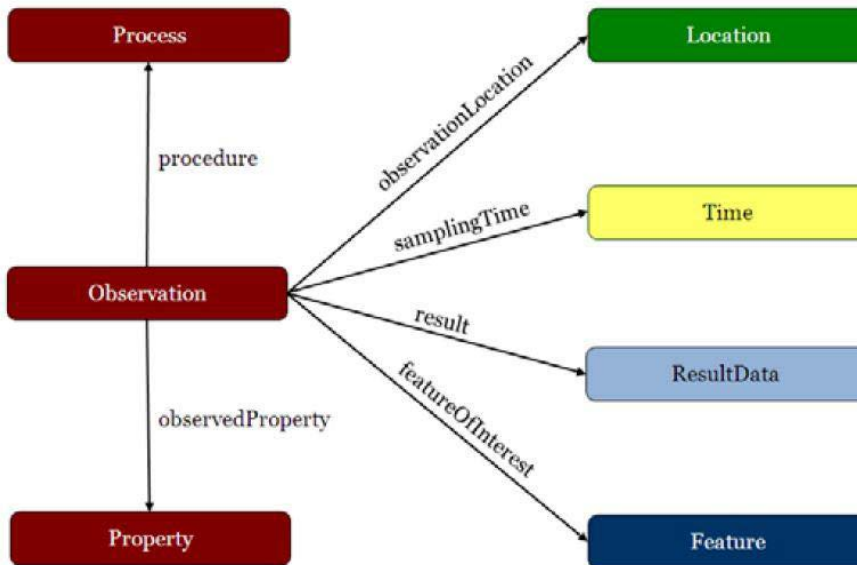 Process
Location
observationLocation
procedure
samplingTime
Time
Observation
result
ResultData
featureOfInterest
observedProperty
Property
Feature